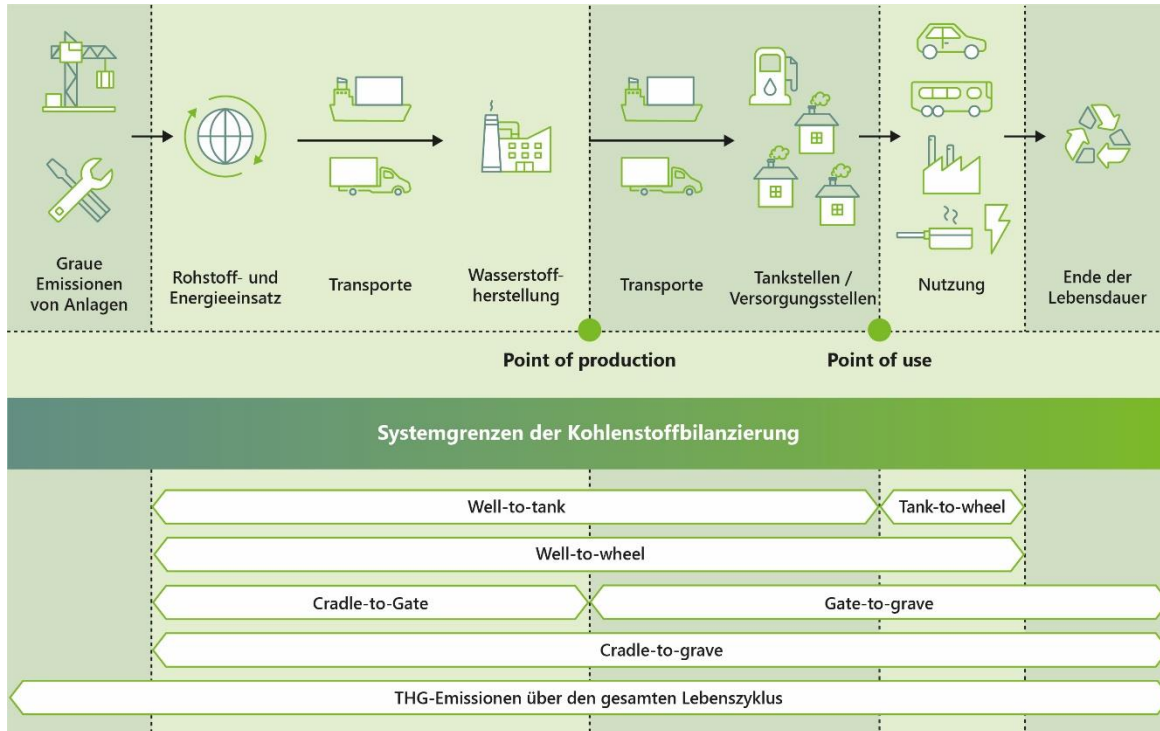 Graue
Emissionen
von Anlagen
Rohstoff- und
Energieeinsatz
Transporte
Wasserstoff-
herstellung
Transporte
Tankstellen /
Versorgungsstellen
Nutzung
Ende der
Lebensdauer
Point of production
Point of use
Systemgrenzen der Kohlenstoffbilanzierung
Well-to-tank
Tank-to-wheel
Well-to-wheel
Cradle-to-Gate
Gate-to-grave
Cradle-to-grave
THG-Emissionen über den gesamten Lebenszyklus